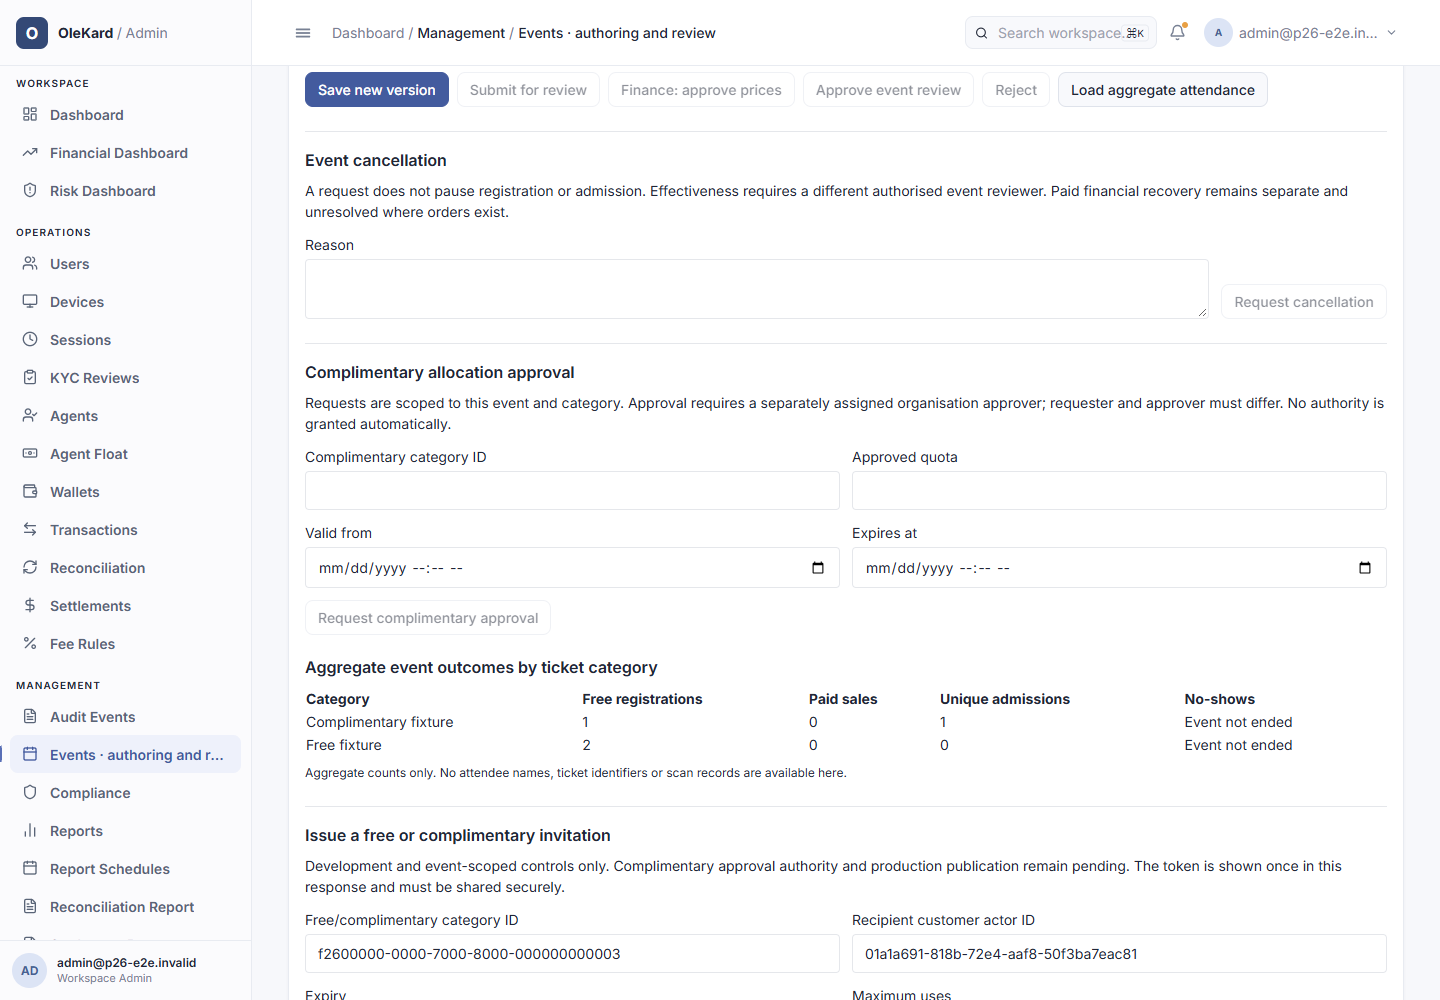 O OleKard / Admin
Dashboard / Management / Events · authoring and review
Search workspace. ⌘K
A admin@p26-e2e.in...
WORKSPACE
Dashboard
Financial Dashboard
Risk Dashboard
OPERATIONS
Users
Devices
Sessions
KYC Reviews
Agents
Agent Float
Wallets
Transactions
Reconciliation
Settlements
Fee Rules
MANAGEMENT
Audit Events
Events · authoring and r...
Compliance
Reports
Report Schedules
Reconciliation Report
AD admin@p26-e2e.invalid
Workspace Admin
Save new version Submit for review Finance: approve prices Approve event review Reject Load aggregate attendance
Event cancellation
A request does not pause registration or admission. Effectiveness requires a different authorised event reviewer. Paid financial recovery remains separate and
unresolved where orders exist.
Reason
Request cancellation
Complimentary allocation approval
Requests are scoped to this event and category. Approval requires a separately assigned organisation approver; requester and approver must differ. No authority is
granted automatically.
Complimentary category ID Approved quota
Valid from Expires at
mm/dd/yyyy --:-- -- mm/dd/yyyy --:-- --
Request complimentary approval
Aggregate event outcomes by ticket category
Category Free registrations Paid sales Unique admissions No-shows
Complimentary fixture 1 0 1 Event not ended
Free fixture 2 0 0 Event not ended
Aggregate counts only. No attendee names, ticket identifiers or scan records are available here.
Issue a free or complimentary invitation
Development and event-scoped controls only. Complimentary approval authority and production publication remain pending. The token is shown once in this
response and must be shared securely.
Free/complimentary category ID Recipient customer actor ID
f2600000-0000-7000-8000-000000000003 01a1a691-818b-72e4-aaf8-50f3ba7eac81
Expiry Maximum uses